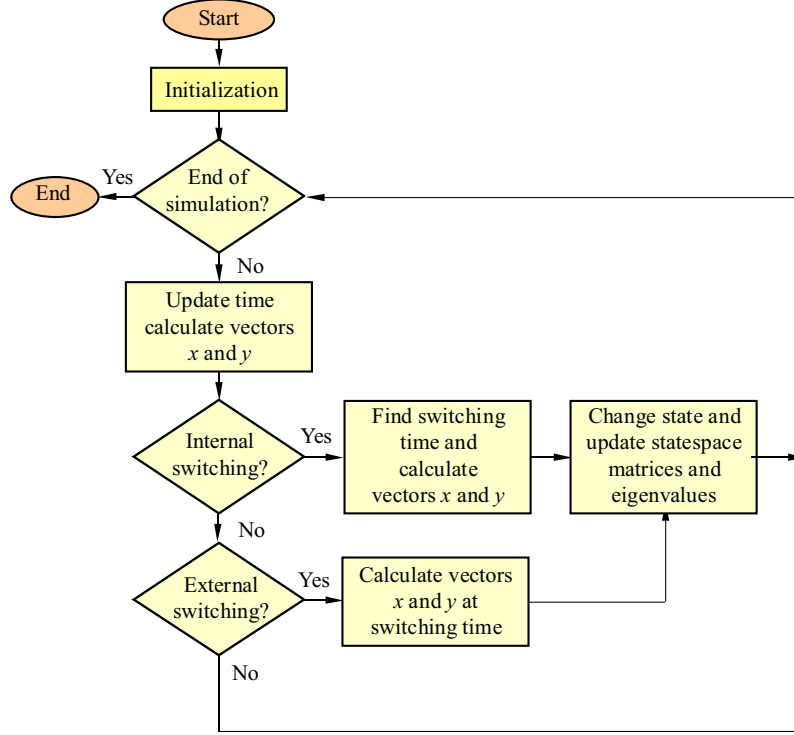 Start
Initialization
End of
simulation?
Yes
End
No
Update time
calculate vectors
x and y
Internal
switching?
Yes
Find switching
time and
calculate
vectors x and y
Change state and
update statespace
matrices and
eigenvalues
No
External
switching?
Yes
Calculate vectors
x and y at
switching time
No